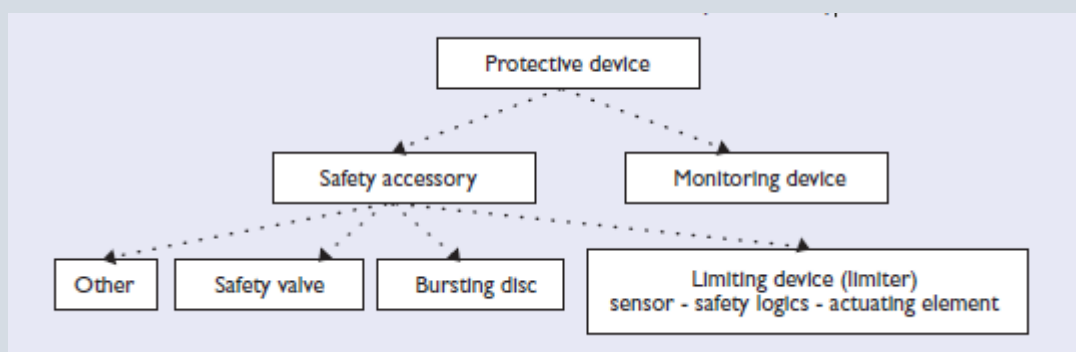 Protective device
Safety accessory
Monitoring device
Other
Safety valve
Bursting disc
Limiting device (limiter)
sensor - safety logics - actuating element